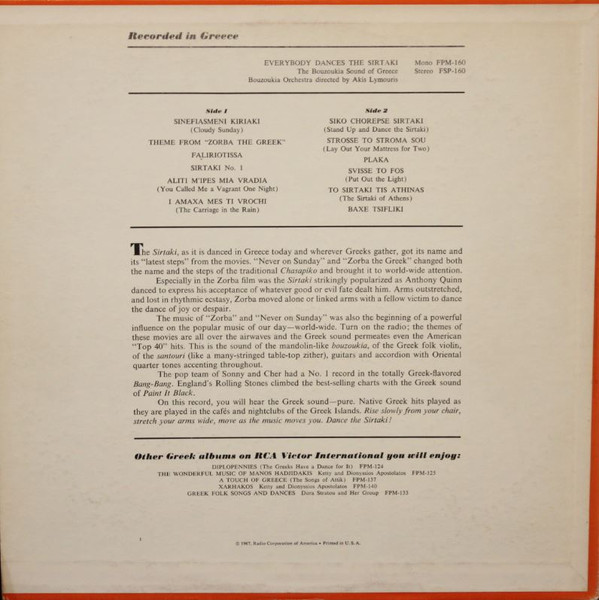 Recorded in Greece
EVERYBODY DANCES THE SIRTAKI Mono FPM-160
The Bouzoukia Sound of Greece Stereo FSP-160
Bouzoukia Orchestra directed by Akis Lymouris
Side 1
SINEFIASMENI KIRIAKI
(Cloudy Sunday)
THEME FROM "ZORBA THE GREEK"
FALIRIOTISSA
SIRTAKI No. 1
ALITI M'IPES MIA VRADIA
(You Called Me a Vagrant One Night)
I AMAXA MES TI VROCHI
(The Carriage in the Rain)
Side 2
SIKO CHOREPSE SIRTAKI
(Stand Up and Dance the Sirtaki)
STROSSE TO STROMA SOU
(Lay Out Your Mattress for Two)
PLAKA
SVISSE TO FOS
(Put Out the Light)
TO SIRTAKI TIS ATHINAS
(The Sirtaki of Athens)
BAXE TSIFLIKI
The Sirtaki, as it is danced in Greece today and wherever Greeks gather, got its name and
its "latest steps" from the movies. "Never on Sunday" and "Zorba the Greek" changed both
the name and the steps of the traditional Chasapiko and brought it to world-wide attention.
Especially in the Zorba film was the Sirtaki strikingly popularized as Anthony Quinn
danced to express his acceptance of whatever good or evil fate dealt him. Arms outstretched,
and lost in rhythmic ecstasy, Zorba moved alone or linked arms with a fellow victim to dance
the dance of joy or despair.
The music of "Zorba" and "Never on Sunday" was also the beginning of a powerful
influence on the popular music of our day—world-wide. Turn on the radio; the themes of
these movies are all over the airwaves and the Greek sound permeates even the American
"Top 40" hits. This is the sound of the mandolin-like bouzoukia, of the Greek folk violin,
of the santouri (like a many-stringed table-top zither), guitars and accordion with Oriental
quarter tones accenting throughout.
The pop team of Sonny and Cher had a No. 1 record in the totally Greek-flavored
Bang-Bang. England's Rolling Stones climbed the best-selling charts with the Greek sound
of Paint It Black.
On this record, you will hear the Greek sound—pure. Native Greek hits played as
they are played in the cafés and nightclubs of the Greek Islands. Rise slowly from your chair,
stretch your arms wide, move as the music moves you. Dance the Sirtaki!
Other Greek albums on RCA Victor International you will enjoy:
DIPLOPENNIES (The Greeks Have a Dance for It) FPM-124
THE WONDERFUL MUSIC OF MANOS HADJIDAKIS Ketty and Dionysios Apostolatos FPM-125
A TOUCH OF GREECE (The Songs of Attik) FPM-137
XARHAKOS Ketty and Dionysios Apostolatos FPM-140
GREEK FOLK SONGS AND DANCES Dora Stratou and Her Group FPM-155
© 1967, Radio Corporation of America • Printed in U.S.A.